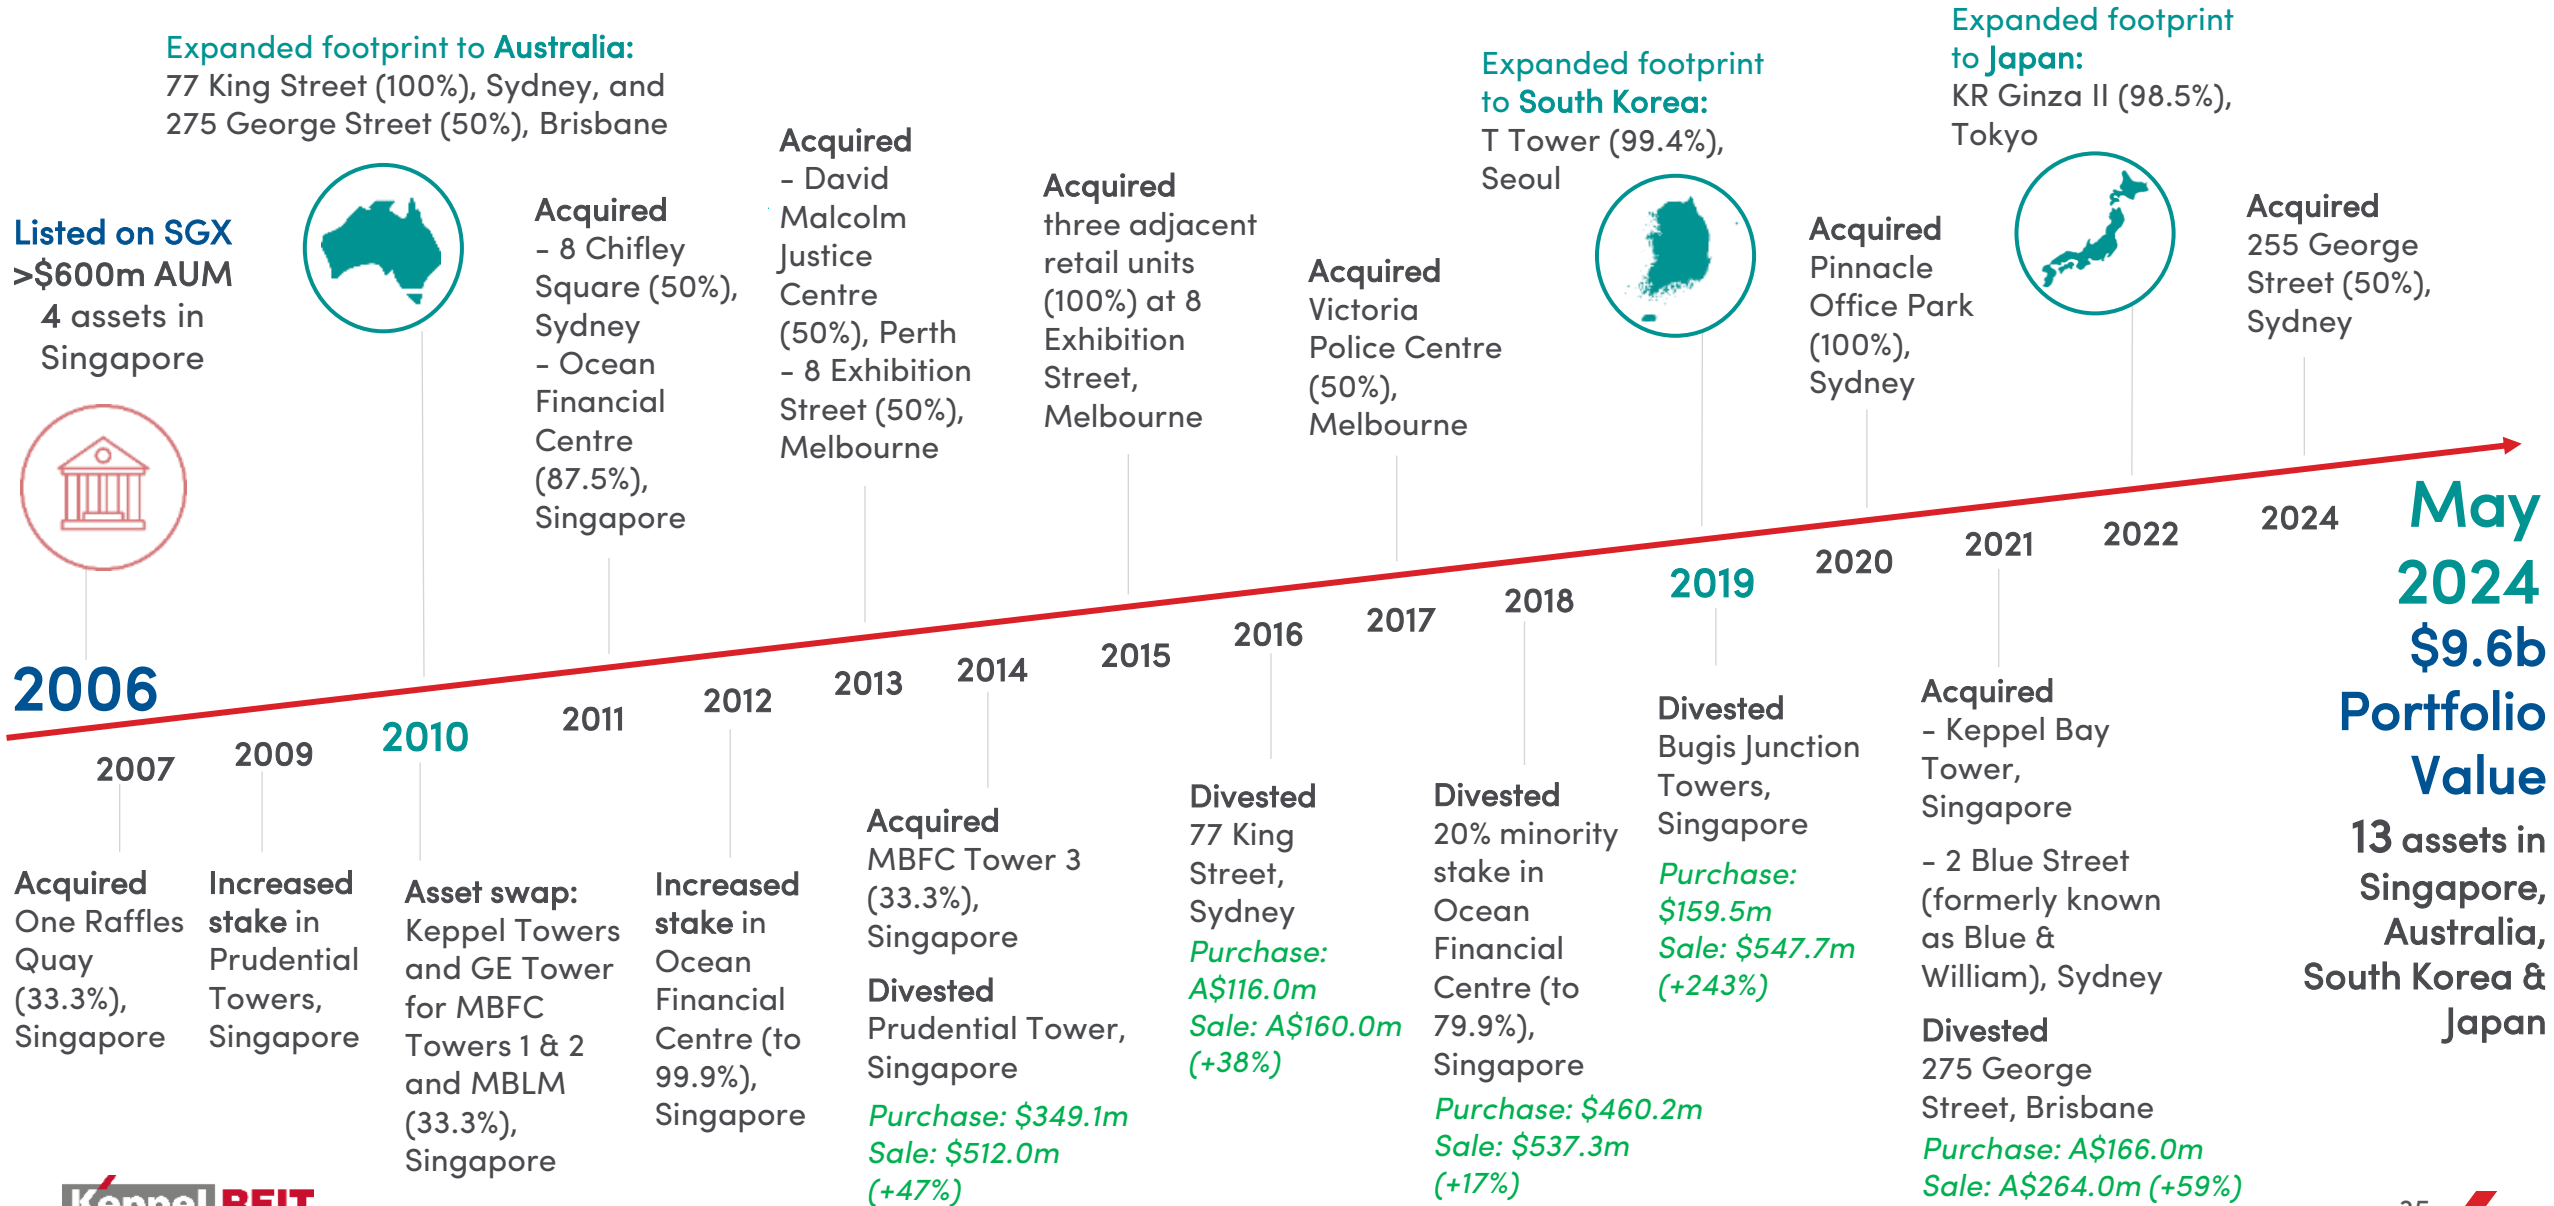 Expanded footprint to Australia:
77 King Street (100%), Sydney, and
275 George Street (50%), Brisbane
Expanded footprint
to South Korea:
T Tower (99.4%),
Seoul
Expanded footprint
to Japan:
KR Ginza II (98.5%),
Tokyo
Listed on SGX
>$600m AUM
4 assets in
Singapore
Acquired
- 8 Chifley
Square (50%),
Sydney
- Ocean
Financial
Centre
(87.5%),
Singapore
Acquired
- David
Malcolm
Justice
Centre
(50%), Perth
- 8 Exhibition
Street (50%),
Melbourne
Acquired
three adjacent
retail units
(100%) at 8
Exhibition
Street,
Melbourne
Acquired
Victoria
Police Centre
(50%),
Melbourne
Acquired
Pinnacle
Office Park
(100%),
Sydney
Acquired
255 George
Street (50%),
Sydney
2006
2007
2009
2010
2011
2012
2013
2014
2015
2016
2017
2018
2019
2020
2021
2022
2024
May
2024
$9.6b
Portfolio
Value
13 assets in
Singapore,
Australia,
South Korea &
Japan
Acquired
One Raffles
Quay
(33.3%),
Singapore
Increased
stake in
Prudential
Towers,
Singapore
Asset swap:
Keppel Towers
and GE Tower
for MBFC
Towers 1 & 2
and MBLM
(33.3%),
Singapore
Increased
stake in
Ocean
Financial
Centre (to
99.9%),
Singapore
Acquired
MBFC Tower 3
(33.3%),
Singapore
Divested
Prudential Tower,
Singapore
Purchase: $349.1m
Sale: $512.0m
(+47%)
Divested
77 King
Street,
Sydney
Purchase:
A$116.0m
Sale: A$160.0m
(+38%)
Divested
20% minority
stake in
Ocean
Financial
Centre (to
79.9%),
Singapore
Purchase: $460.2m
Sale: $537.3m
(+17%)
Divested
Bugis Junction
Towers,
Singapore
Purchase:
$159.5m
Sale: $547.7m
(+243%)
Acquired
- Keppel Bay
Tower,
Singapore
- 2 Blue Street
(formerly known
as Blue &
William), Sydney
Divested
275 George
Street, Brisbane
Purchase: A$166.0m
Sale: A$264.0m (+59%)
Keppel REIT